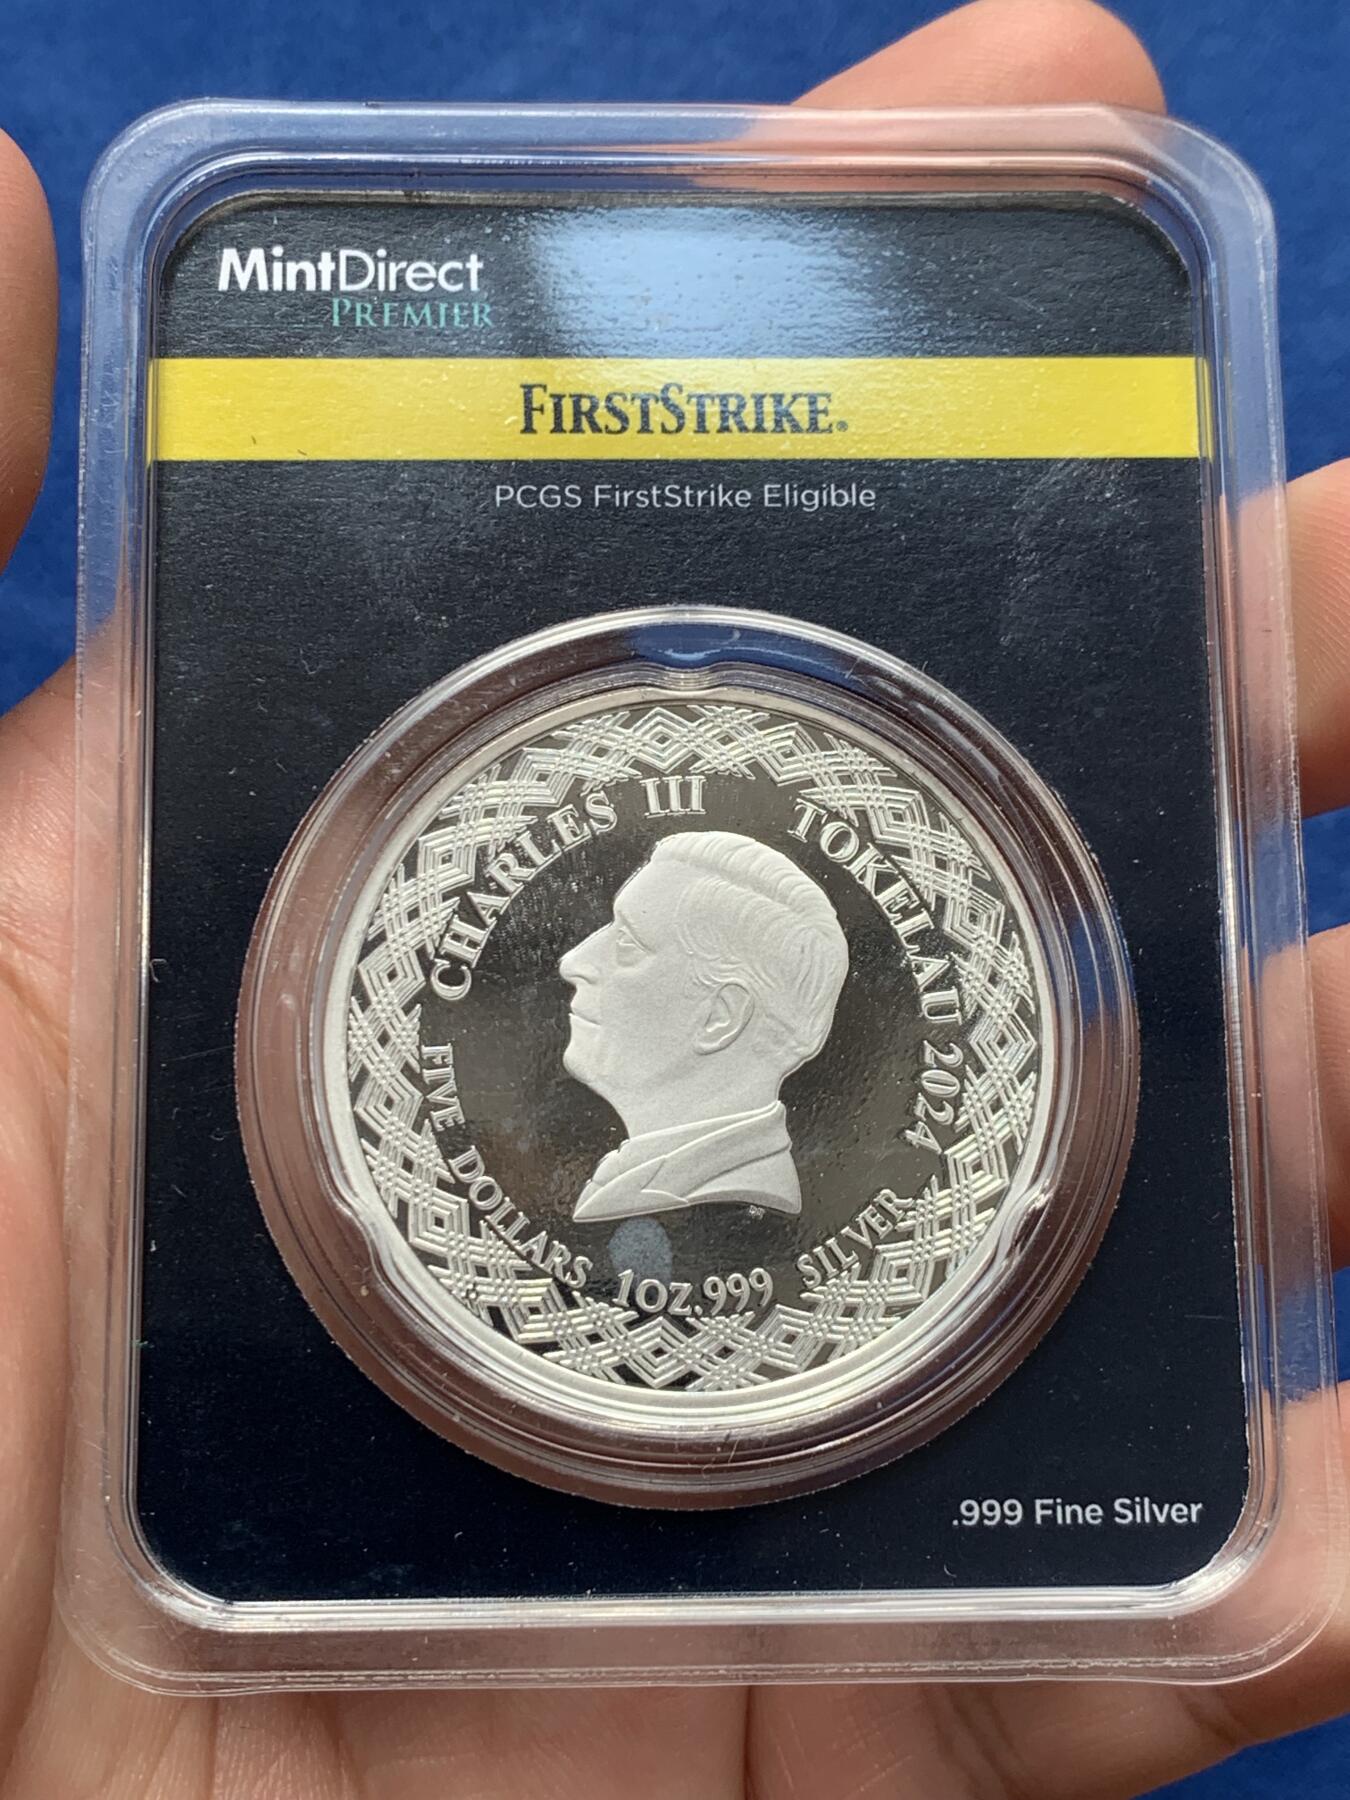 MintDirect
PREMIER
FIRSTSTRIKE®
PCGS FirstStrike Eligible
CHARLES III TOKELAU 2024
FIVE DOLLARS 1OZ.999 SILVER
.999 Fine Silver